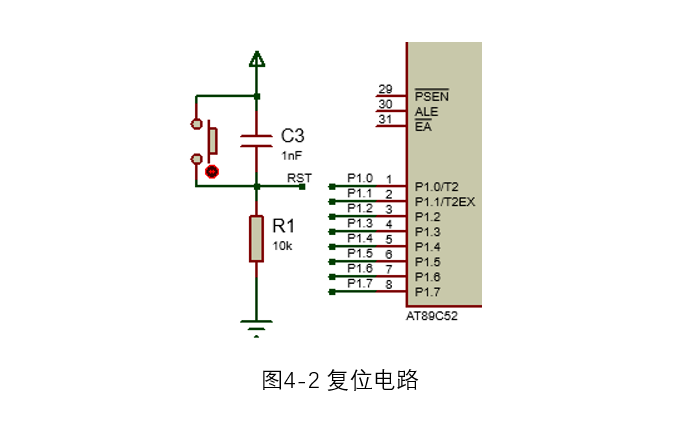 C3
1nF
RST
R1
10k
29 PSEN
30 ALE
31 EA
P1.0 1 P1.0/T2
P1.1 2 P1.1/T2EX
P1.2 3 P1.2
P1.3 4 P1.3
P1.4 5 P1.4
P1.5 6 P1.5
P1.6 7 P1.6
P1.7 8 P1.7
AT89C52
图4-2 复位电路